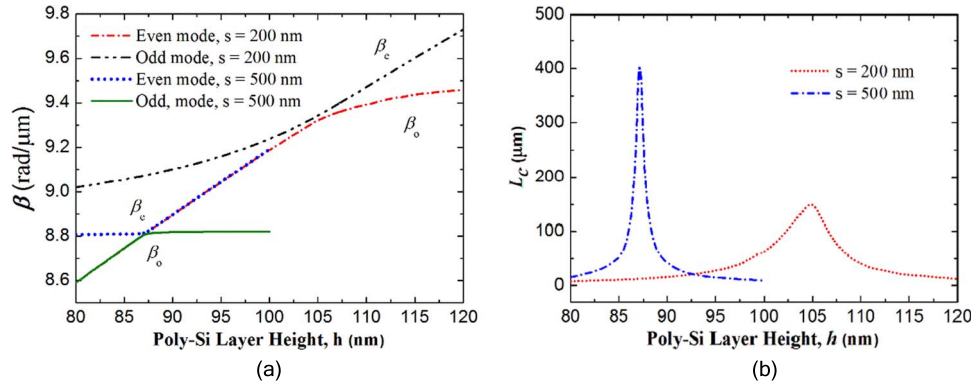 (a)
Even mode, s = 200 nm
Odd mode, s = 200 nm
Even mode, s = 500 nm
Odd, mode, s = 500 nm
βe
βo
βe
βo
β (rad/μm)
9.8
9.6
9.4
9.2
9.0
8.8
8.6
80 85 90 95 100 105 110 115 120
Poly-Si Layer Height, h (nm)
(a)
b)
s = 200 nm
s = 500 nm
LC (μm)
500
400
300
200
100
0
80 85 90 95 100 105 110 115 120
Poly-Si Layer Height, h (nm)
(b)